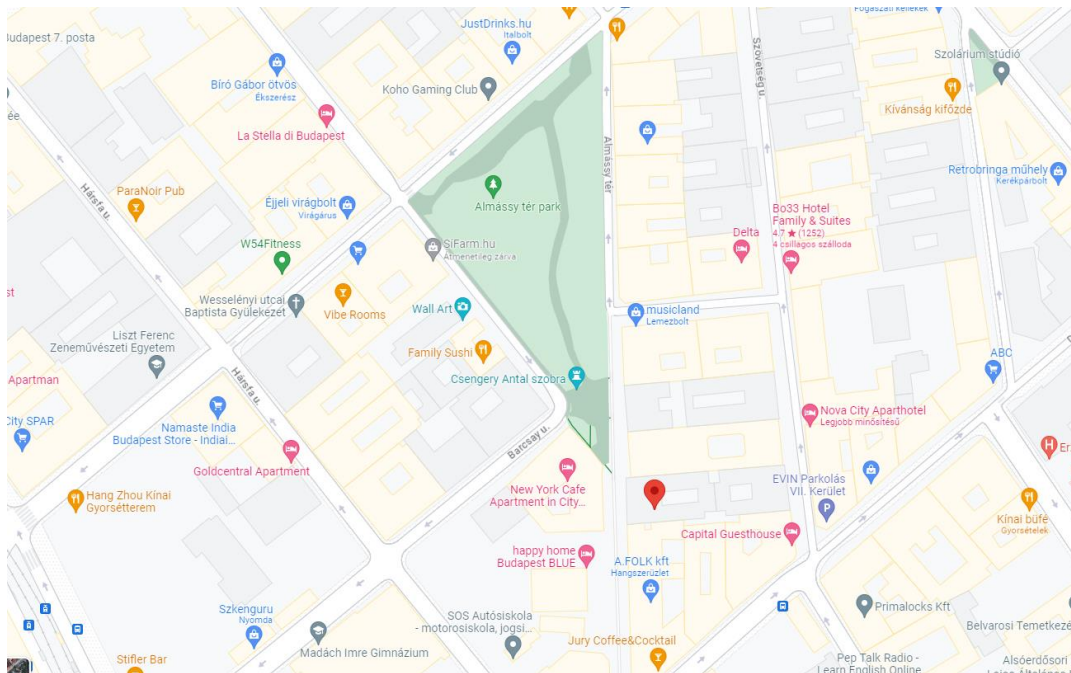 Budapest 7. posta
ée
JustDrinks.hu
Italbolt
Fogászati kellékek
Szolárium stúdió
Bíró Gábor ötvös
Ékszerész
Koho Gaming Club
Szövetség u.
Kívánság kifőzde
La Stella di Budapest
Almássy tér
Hársfa u.
ParaNoir Pub
Almássy tér park
Retrobringa műhely
Kerékpárbolt
Éjjeli virágbolt
Virágárus
Bo33 Hotel
Family & Suites
4.7 ★ (1252)
4 csillagos szálloda
Delta
W54Fitness
SiFarm.hu
Átmenetileg zárva
Wesselényi utcai
Baptista Gyülekezet
Vibe Rooms
Wall Art
musicland
Lemezbolt
Liszt Ferenc
Zeneművészeti Egyetem
Family Sushi
ABC
Apartman
Hársfa u.
Csengery Antal szobra
City SPAR
Namaste India
Budapest Store - Indiai...
Nova City Aparthotel
Legjobb minősítésű
Barcsay u.
H
Er
Goldcentral Apartment
New York Cafe
Apartment in City...
EVIN Parkolás
VII. Kerület
P
Hang Zhou Kínai
Gyorsétterem
Kínai büfé
Gyorsételek
Capital Guesthouse
happy home
Budapest BLUE
A.FOLK kft
Hangszerüzlet
Szkenguru
Nyomda
SOS Autósiskola
- motorosiskola, jogsi...
Primalocks Kft
Belvarosi Temetkezé
Madách Imre Gimnázium
Jury Coffee&Cocktail
Stifler Bar
Pep Talk Radio -
Learn English Online
Alsóerdősori